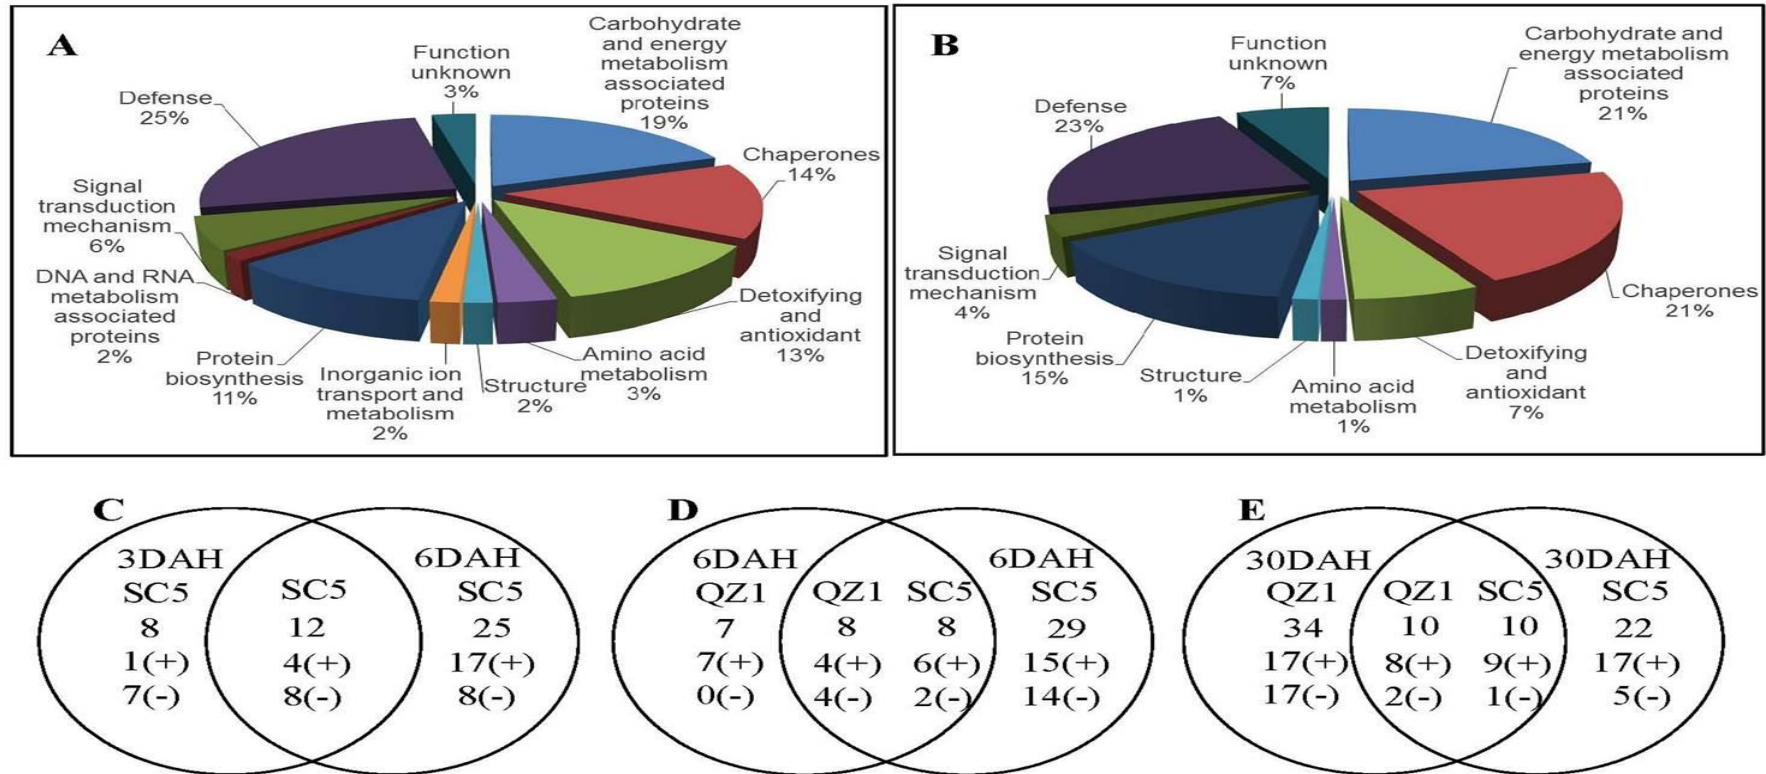 A
Function
unknown
3%
Carbohydrate
and energy
metabolism
associated
proteins
19%
Defense
25%
Chaperones
14%
Signal
transduction
mechanism
6%
DNA and RNA
metabolism
associated
proteins
2%
Detoxifying
and
antioxidant
13%
Protein
biosynthesis
11%
Inorganic ion
transport and
metabolism
2%
Structure
2%
Amino acid
metabolism
3%
B
Function
unknown
7%
Carbohydrate and
energy metabolism
associated
proteins
21%
Defense
23%
Signal
transduction
mechanism
4%
Chaperones
21%
Protein
biosynthesis
15%
Structure
1%
Amino acid
metabolism
1%
Detoxifying
and
antioxidant
7%
C
3DAH
SC5
8
1(+)
7(-)
SC5
12
4(+)
8(-)
6DAH
SC5
25
17(+)
8(-)
D
6DAH
QZ1
7
7(+)
0(-)
QZ1 SC5
8 8
4(+) 6(+)
4(-) 2(-)
6DAH
SC5
29
15(+)
14(-)
E
30DAH
QZ1
34
17(+)
17(-)
QZ1 SC5
10 10
8(+) 9(+)
2(-) 1(-)
30DAH
SC5
22
17(+)
5(-)